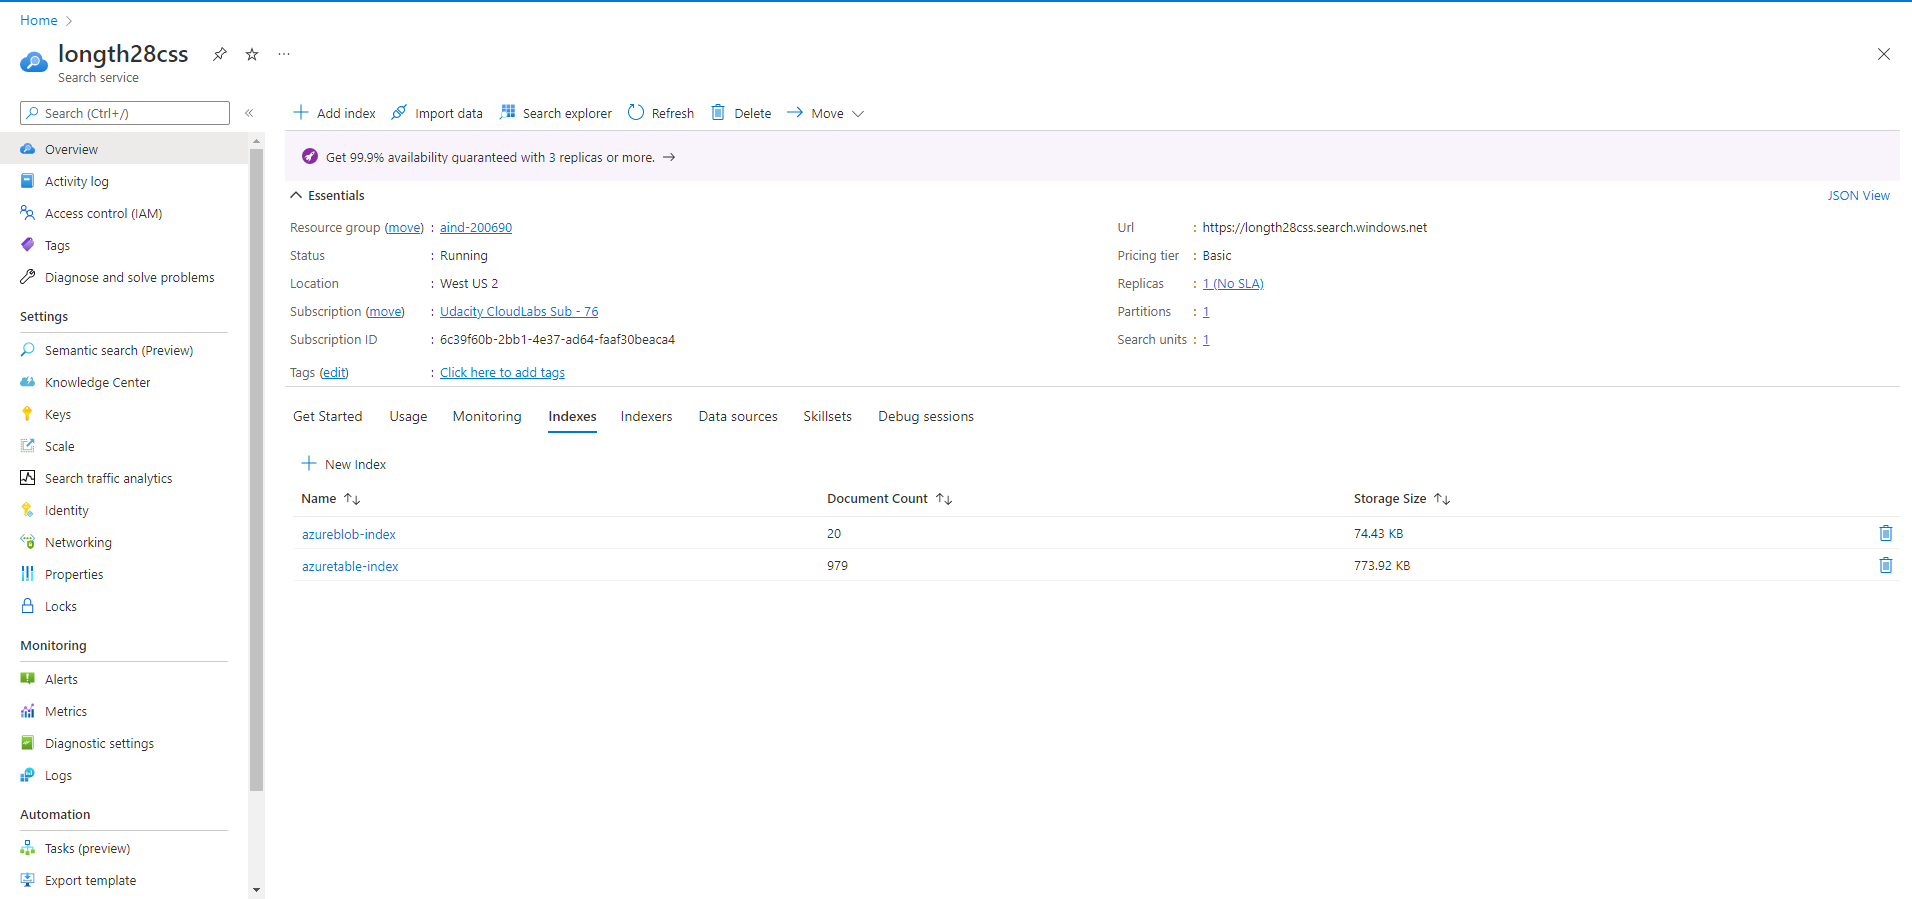 Home
longth28css
Search service
Search (Ctrl+/)
Overview
Activity log
Access control (IAM)
Tags
Diagnose and solve problems
Settings
Semantic search (Preview)
Knowledge Center
Keys
Scale
Search traffic analytics
Identity
Networking
Properties
Locks
Monitoring
Alerts
Metrics
Diagnostic settings
Logs
Automation
Tasks (preview)
Export template
Add index Import data Search explorer Refresh Delete Move
Get 99.9% availability guaranteed with 3 replicas or more.
Essentials JSON View
Resource group (move) : aind-200690
Status : Running
Location : West US 2
Subscription (move) : Udacity CloudLabs Sub - 76
Subscription ID : 6c39f60b-2bb1-4e37-ad64-faaf30beaca4
Tags (edit) : Click here to add tags
Url : https://longth28css.search.windows.net
Pricing tier : Basic
Replicas : 1 (No SLA)
Partitions : 1
Search units : 1
Get Started Usage Monitoring Indexes Indexers Data sources Skillsets Debug sessions
New Index
Name Document Count Storage Size
azureblob-index 20 74.43 KB
azuretable-index 979 773.92 KB